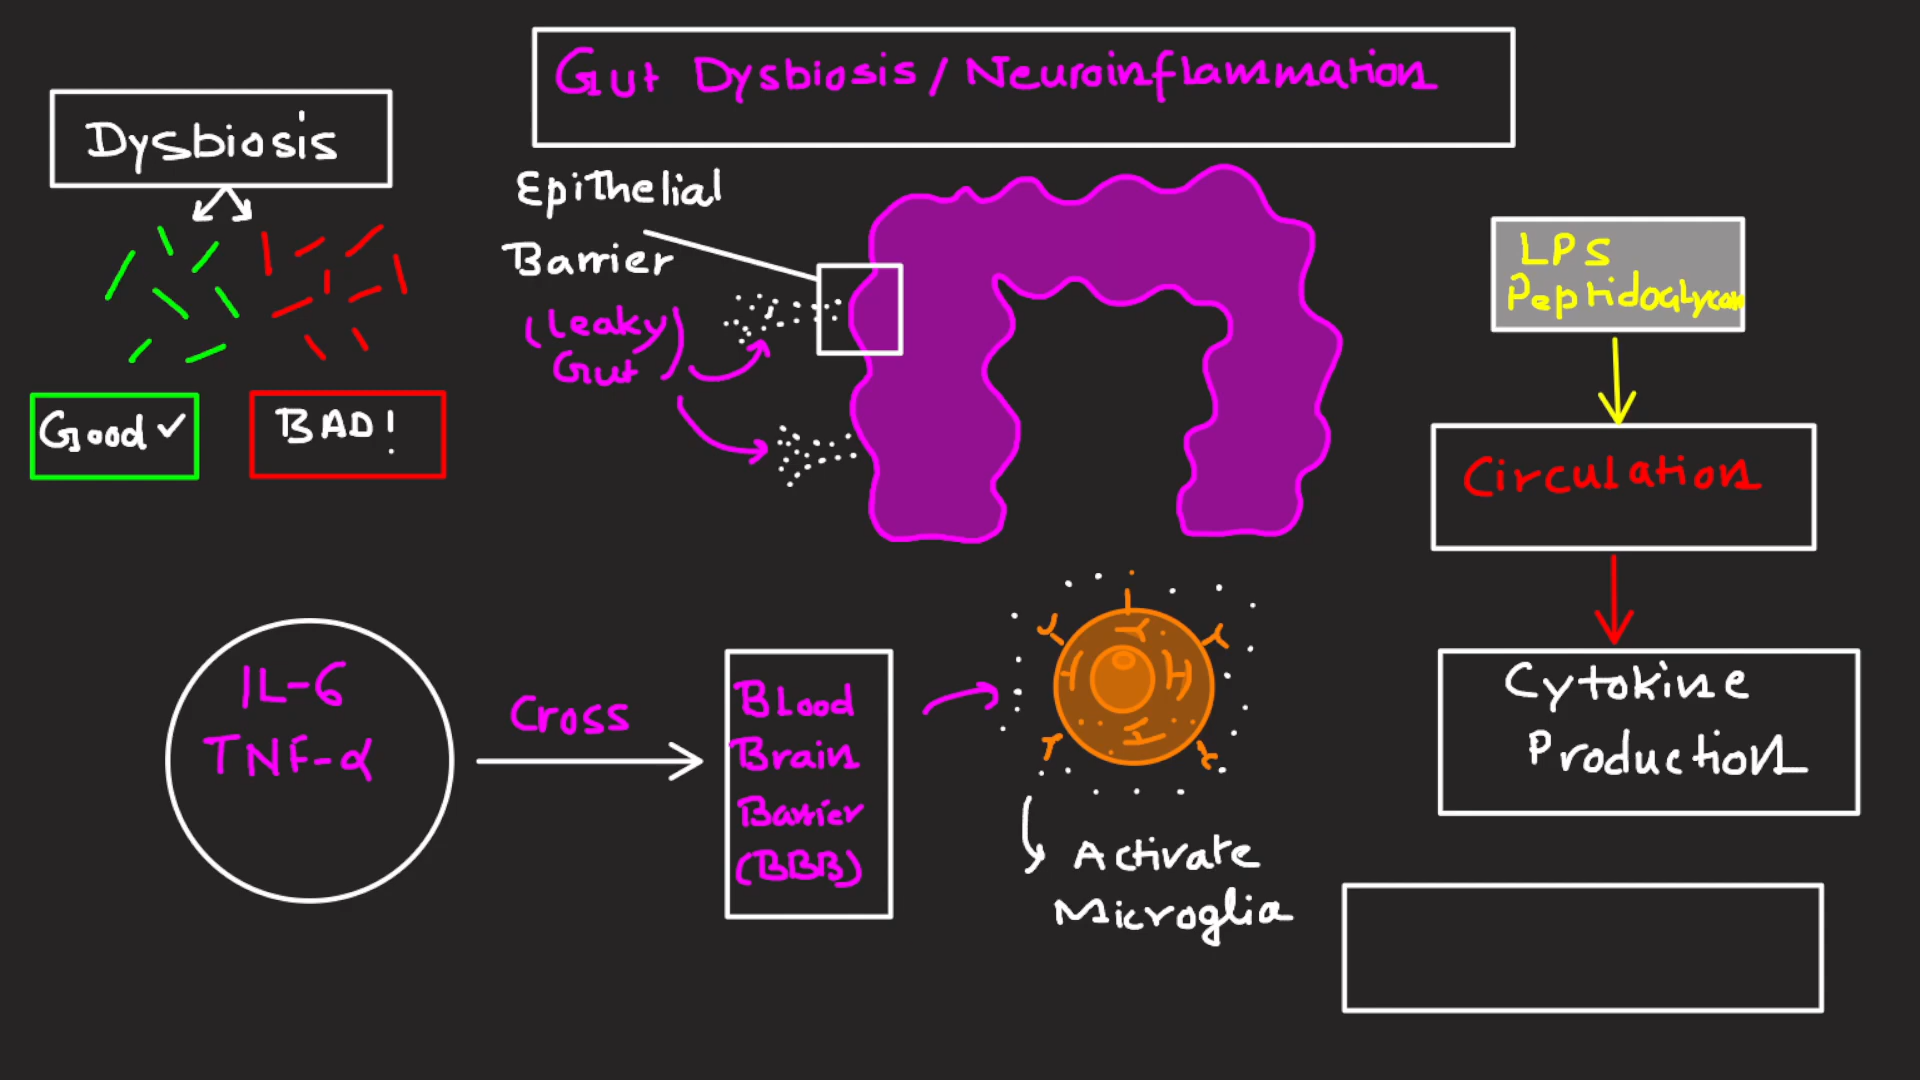 Gut Dysbiosis / Neuroinflammation
Dysbiosis
Good ✓
BAD!
Epithelial
Barrier
(Leaky
Gut)
LPS
Peptidoglycan
Circulation
Cytokine
Production
IL-6
TNF-α
Cross
Blood
Brain
Barrier
(BBB)
Activate
Microglia